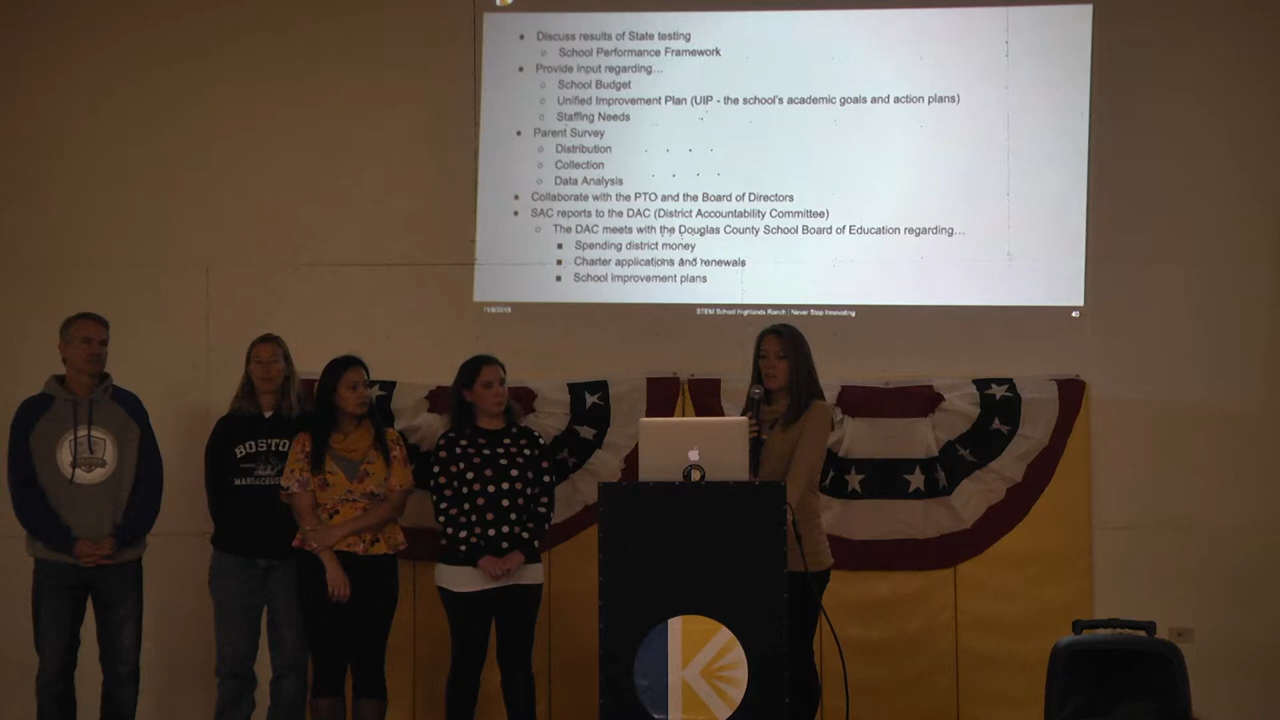 Discuss results of State testing
School Performance Framework
Provide input regarding...
School Budget
Unified Improvement Plan (UIP - the school's academic goals and action plans)
Staffing Needs
Parent Survey
Distribution
Collection
Data Analysis
Collaborate with the PTO and the Board of Directors
SAC reports to the DAC (District Accountability Committee)
The DAC meets with the Douglas County School Board of Education regarding...
Spending district money
Charter applications and renewals
School improvement plans
STEM School Highlands Ranch | Never Stop Innovating
40
BOSTO
MASSACHUS
K